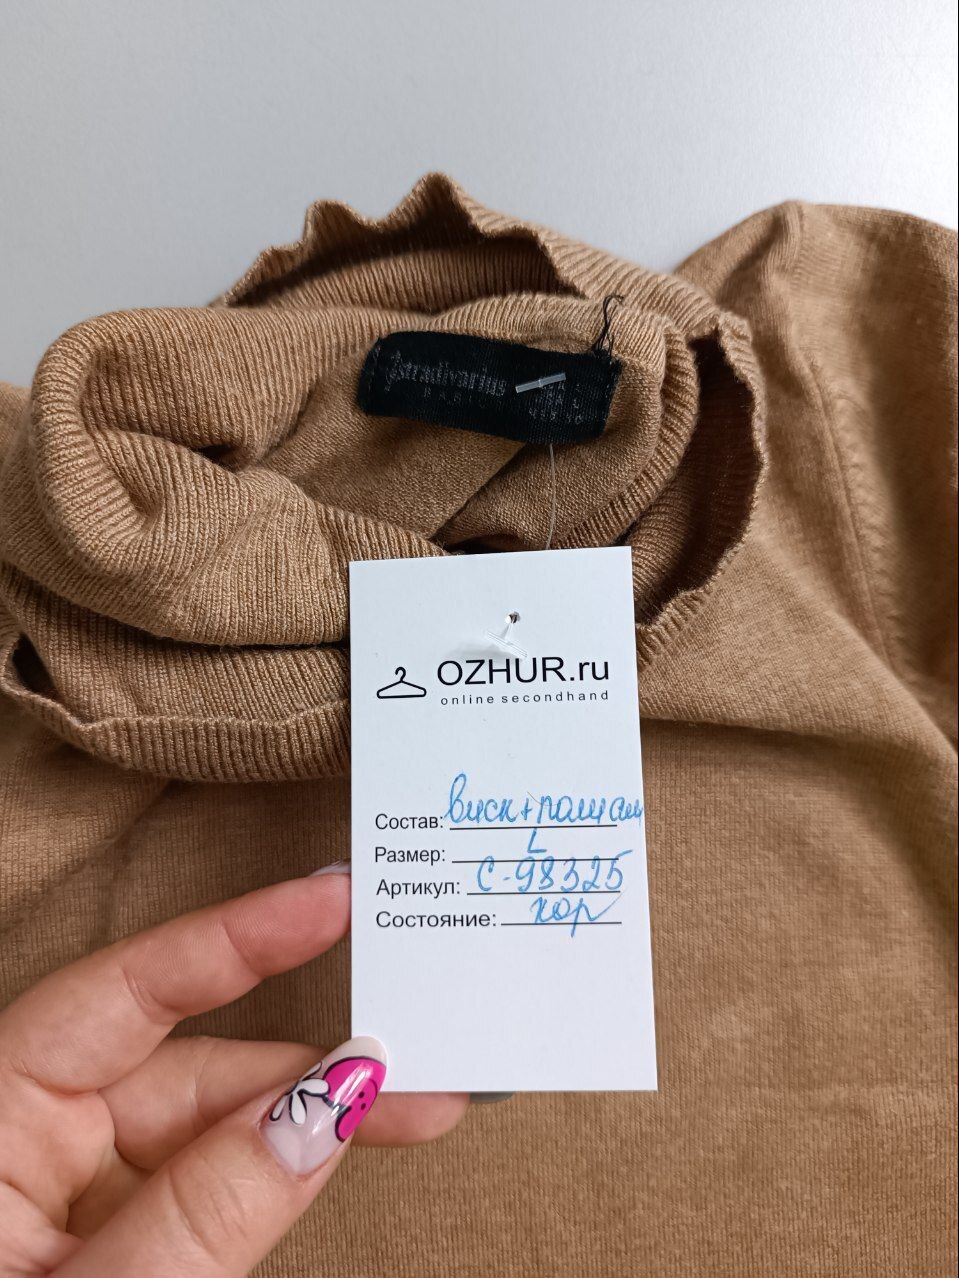 stradivarius
OZHUR.ru
online secondhand
Состав: виск+полиам
Размер: L
Артикул: С-98325
Состояние: хор